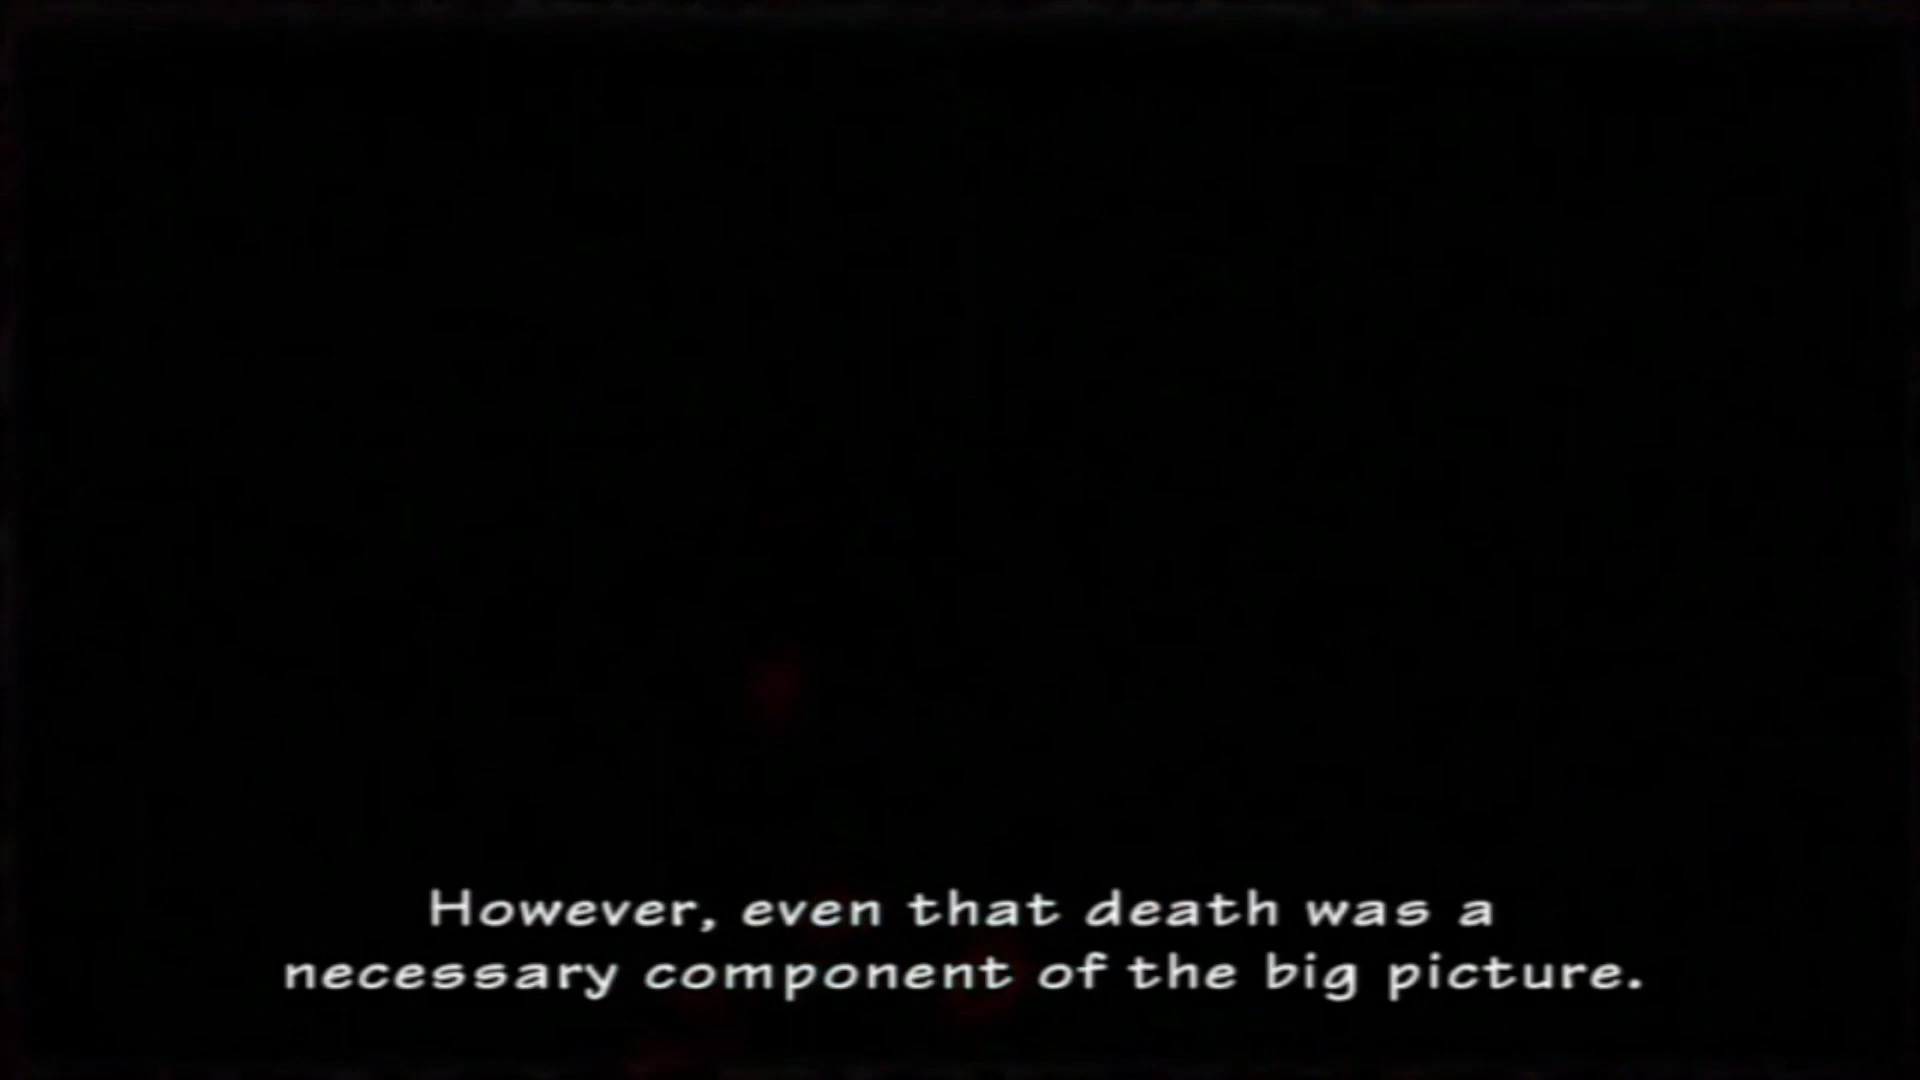 However, even that death was a
necessary component of the big picture.